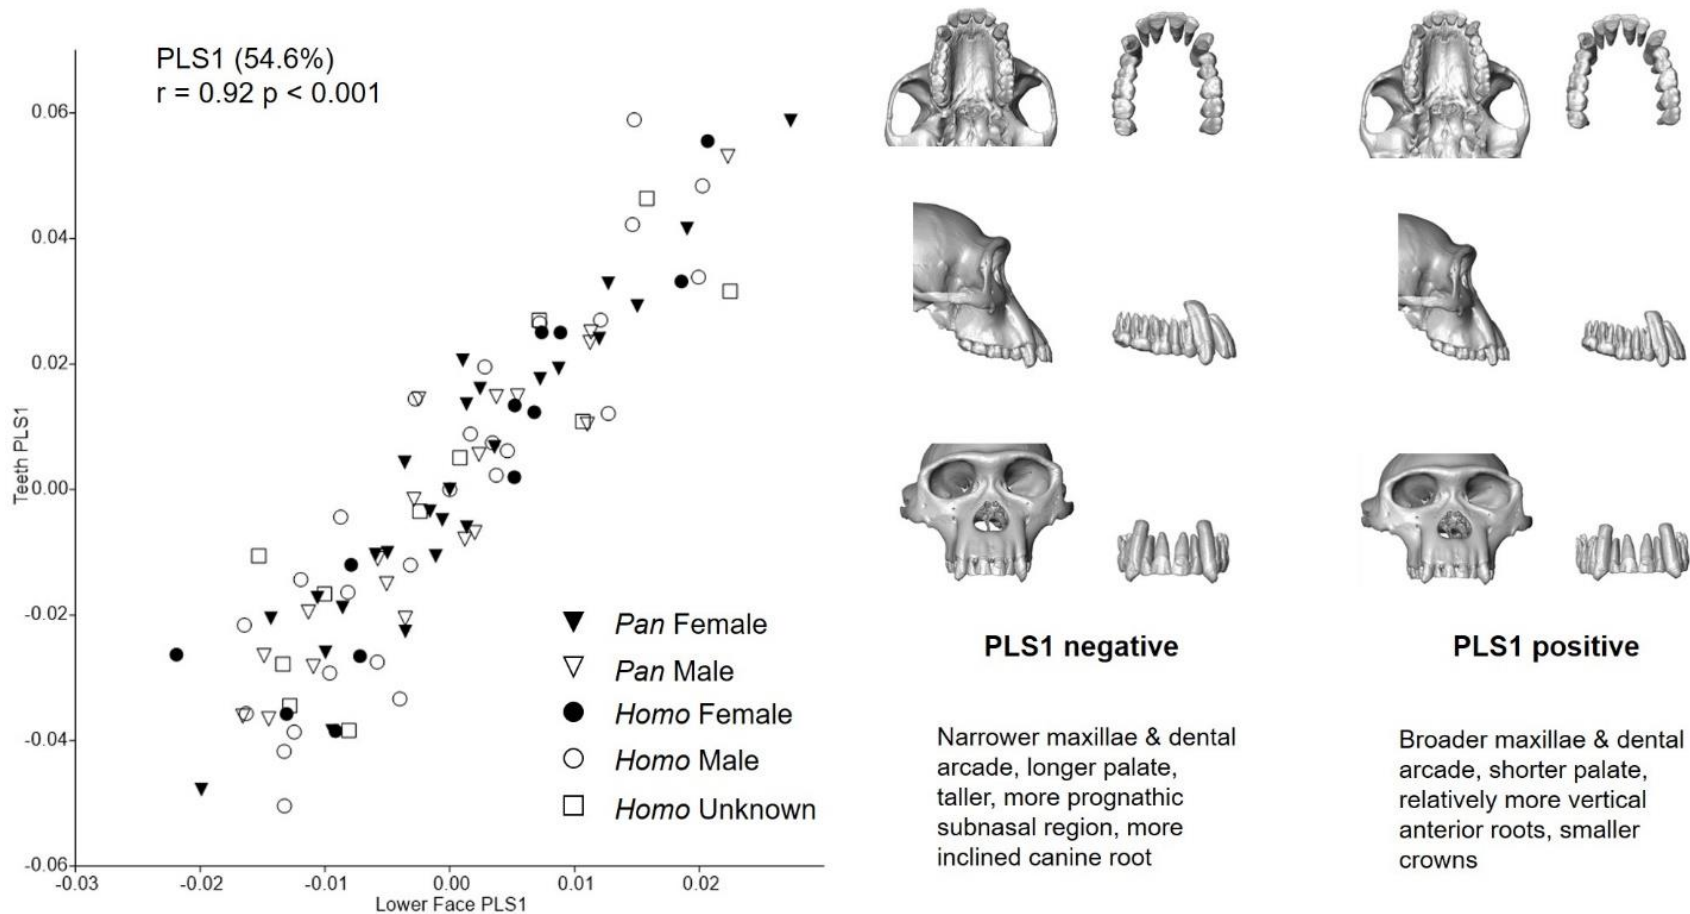 PLS1 (54.6%)
r = 0.92 p < 0.001
0.06
0.04
0.02
0.00
-0.02
-0.04
-0.06
Teeth PLS1
-0.03
-0.02
-0.01
0.00
0.01
0.02
Lower Face PLS1
Pan Female
Pan Male
Homo Female
Homo Male
Homo Unknown
PLS1 negative
Narrower maxillae & dental
arcade, longer palate,
taller, more prognathic
subnasal region, more
inclined canine root
PLS1 positive
Broader maxillae & dental
arcade, shorter palate,
relatively more vertical
anterior roots, smaller
crowns